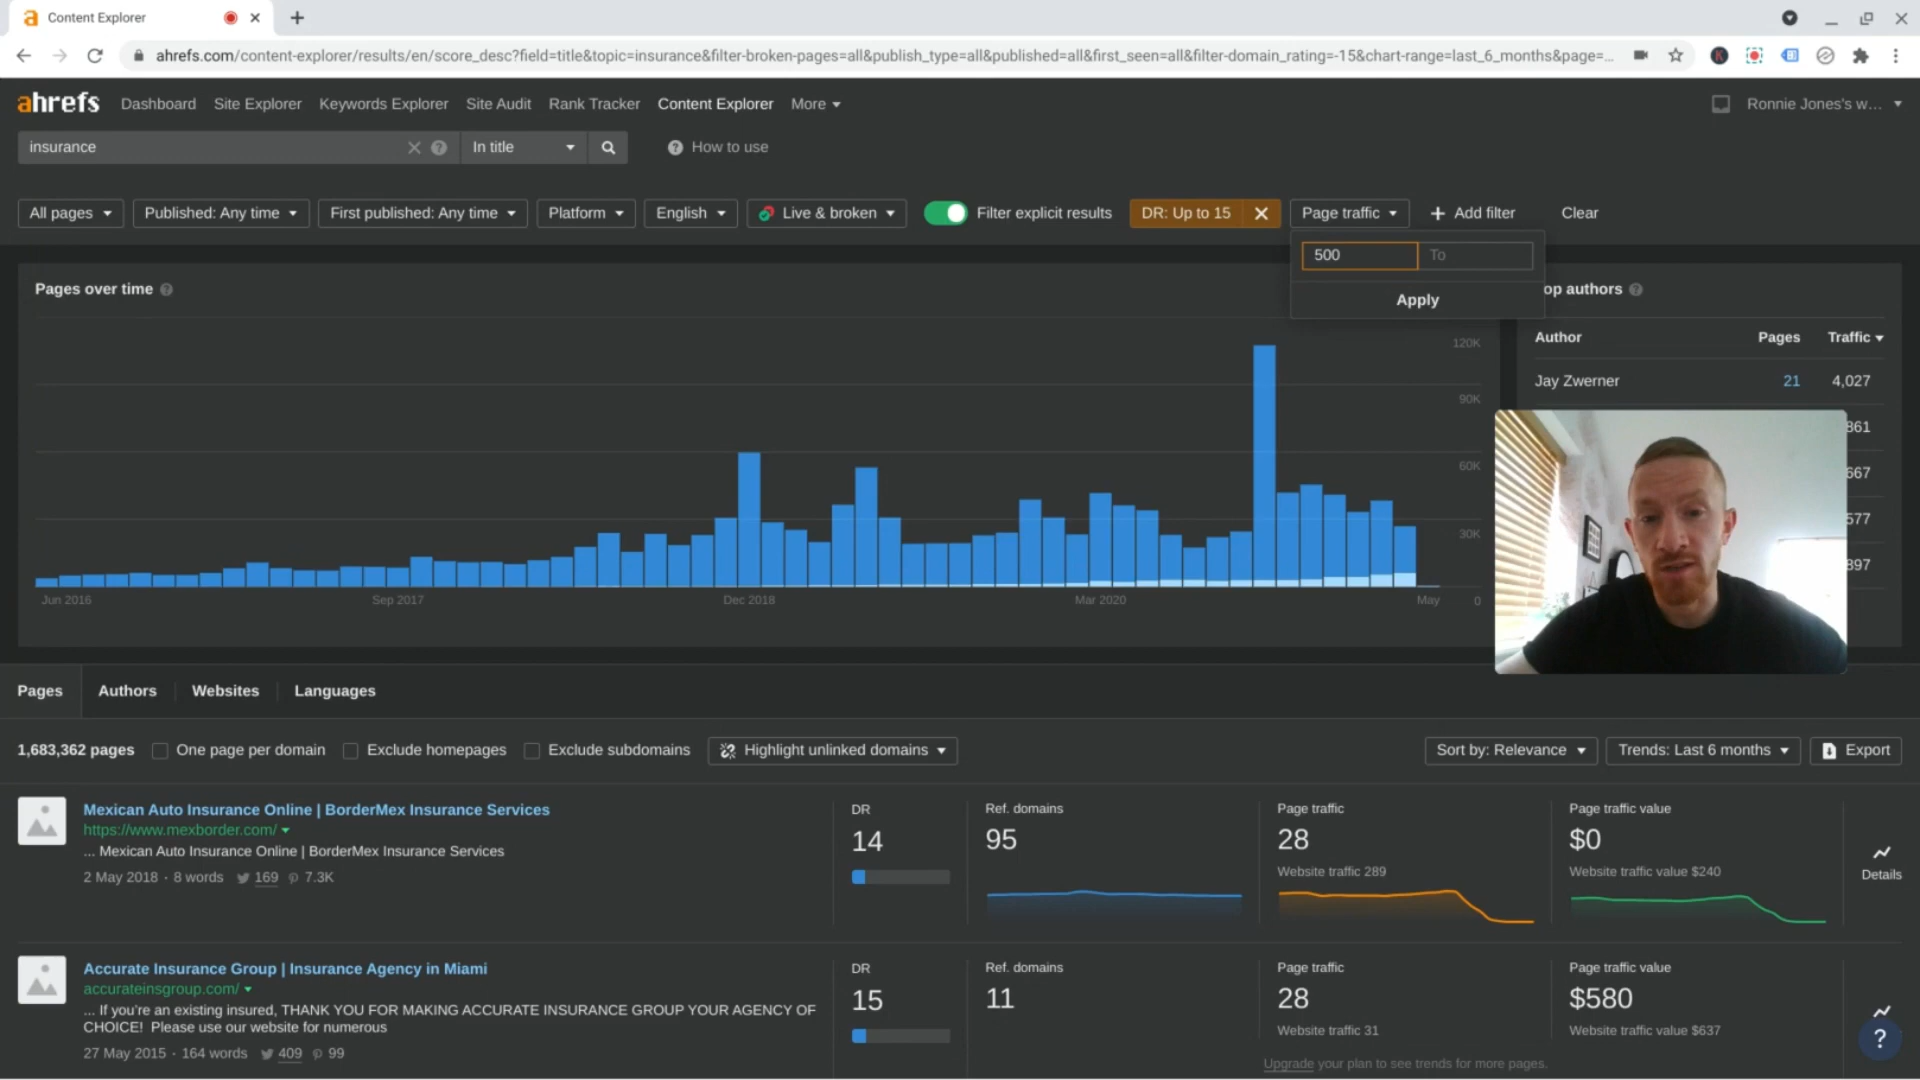 Content Explorer
ahrefs.com/content-explorer/results/en/score_desc?field=title&topic=insurance&filter-broken-pages=all&publish_type=all&published=all&first_seen=all&filter-domain_rating=-15&chart-range=last_6_months&page=...
ahrefs Dashboard Site Explorer Keywords Explorer Site Audit Rank Tracker Content Explorer More Ronnie Jones's w...
insurance In title How to use
All pages Published: Any time First published: Any time Platform English Live & broken Filter explicit results DR: Up to 15 Page traffic + Add filter Clear
500 To
Apply
Pages over time
op authors
Author Pages Traffic
Jay Zwerner 21 4,027
861
667
577
897
120K
90K
60K
30K
0
Jun 2016 Sep 2017 Dec 2018 Mar 2020 May
Pages Authors Websites Languages
1,683,362 pages One page per domain Exclude homepages Exclude subdomains Highlight unlinked domains Sort by: Relevance Trends: Last 6 months Export
Mexican Auto Insurance Online | BorderMex Insurance Services
https://www.mexborder.com/
... Mexican Auto Insurance Online | BorderMex Insurance Services
2 May 2018 · 8 words 169 7.3K
DR
14
Ref. domains
95
Page traffic
28
Website traffic 289
Page traffic value
$0
Website traffic value $240
Details
Accurate Insurance Group | Insurance Agency in Miami
accurateinsgroup.com/
... If you're an existing insured, THANK YOU FOR MAKING ACCURATE INSURANCE GROUP YOUR AGENCY OF
CHOICE! Please use our website for numerous
27 May 2015 · 164 words 409 99
DR
15
Ref. domains
11
Page traffic
28
Website traffic 31
Page traffic value
$580
Website traffic value $637
?
Upgrade your plan to see trends for more pages.